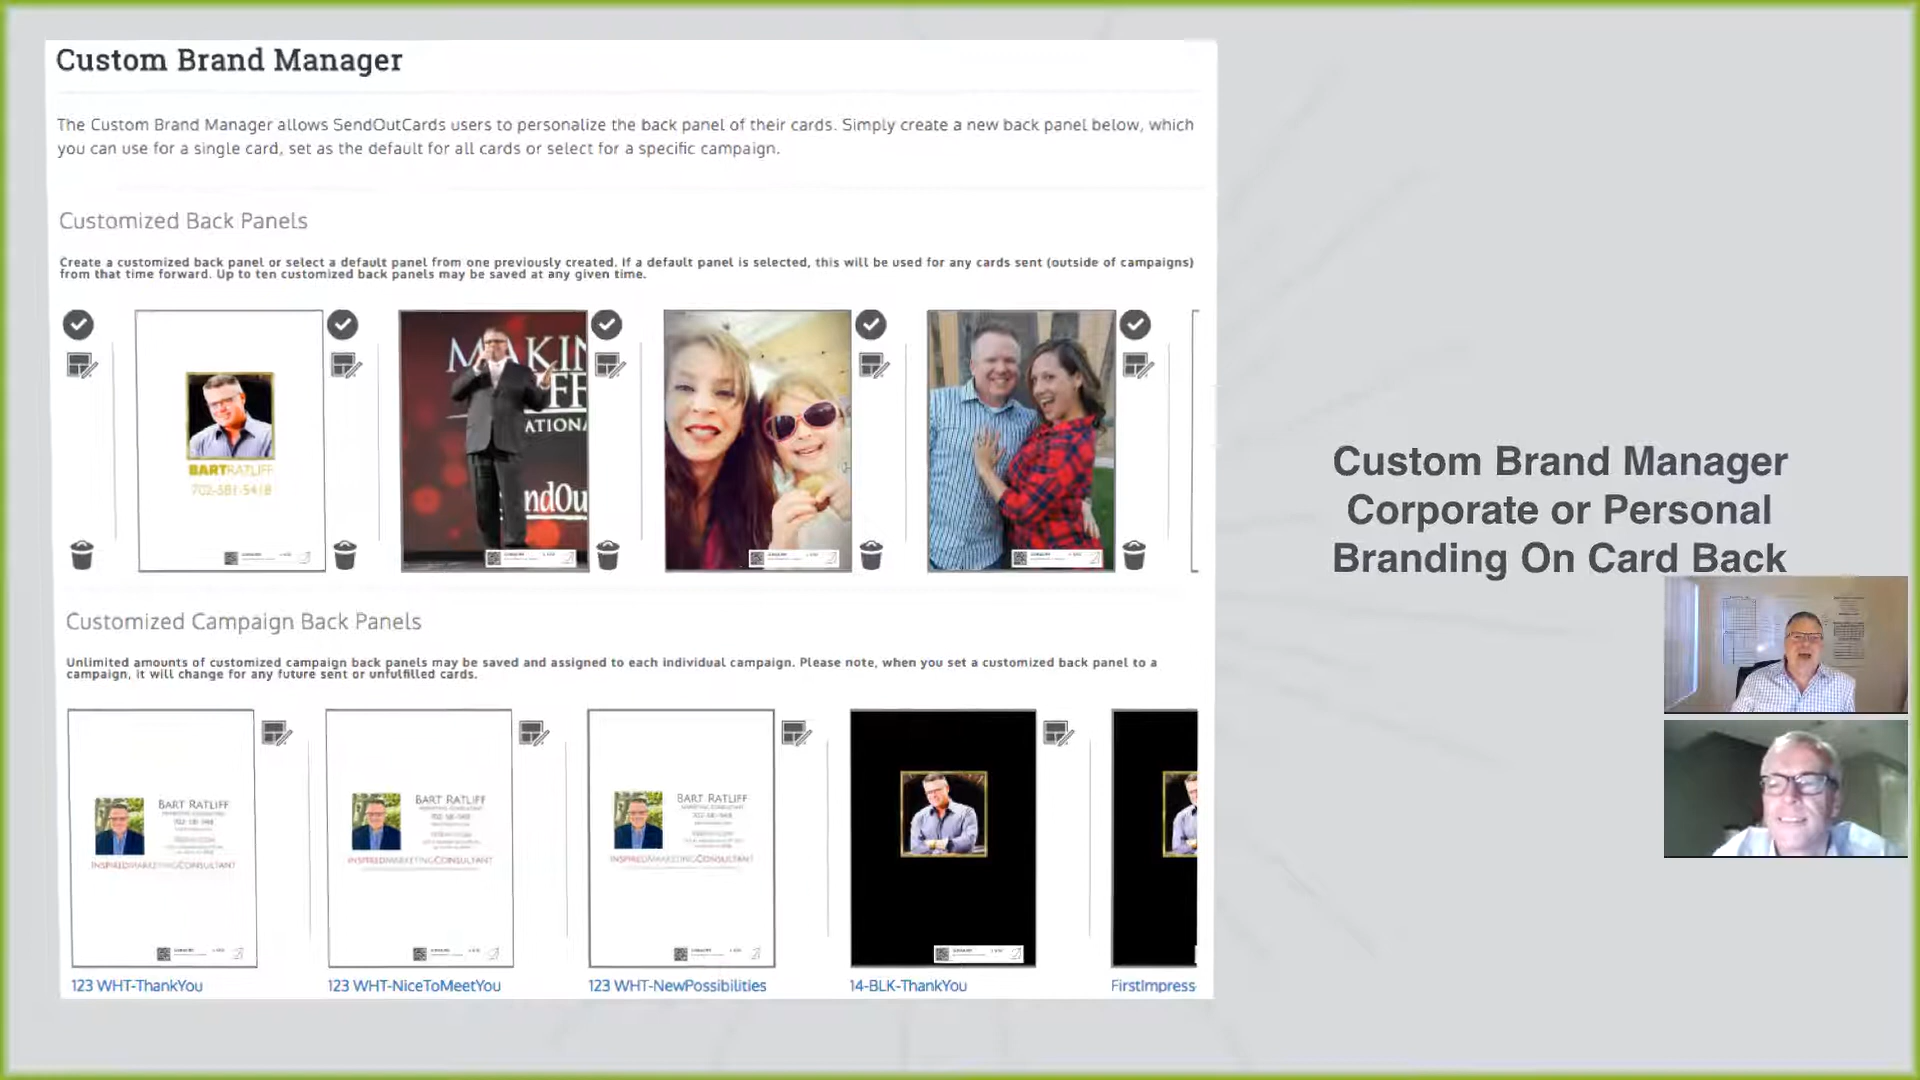 Custom Brand Manager
The Custom Brand Manager allows SendOutCards users to personalize the back panel of their cards. Simply create a new back panel below, which
you can use for a single card, set as the default for all cards or select for a specific campaign.
Customized Back Panels
Create a customized back panel or select a default panel from one previously created. If a default panel is selected, this will be used for any cards sent (outside of campaigns)
from that time forward. Up to ten customized back panels may be saved at any given time.
BARTRATLIFF
702-581-5418
MAKIN
FFE
ATIONA
ndOu
Custom Brand Manager
Corporate or Personal
Branding On Card Back
Customized Campaign Back Panels
Unlimited amounts of customized campaign back panels may be saved and assigned to each individual campaign. Please note, when you set a customized back panel to a
campaign, it will change for any future sent or unfulfilled cards.
BART RATLIFF
INSPIREDMARKETINGCONSULTANT
BART RATLIFF
INSPIREDMARKETINGCONSULTANT
BART RATLIFF
INSPIREDMARKETINGCONSULTANT
123 WHT-ThankYou
123 WHT-NiceToMeetYou
123 WHT-NewPossibilities
14-BLK-ThankYou
FirstImpress